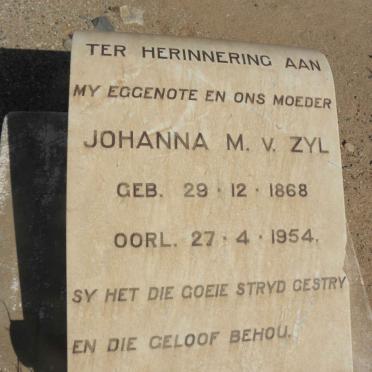 TER HERINNERING AAN
MY EGGENOTE EN ONS MOEDER
JOHANNA M. v. ZYL
GEB. 29 · 12 · 1868
OORL. 27 · 4 · 1954.
SY HET DIE GOEIE STRYD GESTRY
EN DIE GELOOF BEHOU.